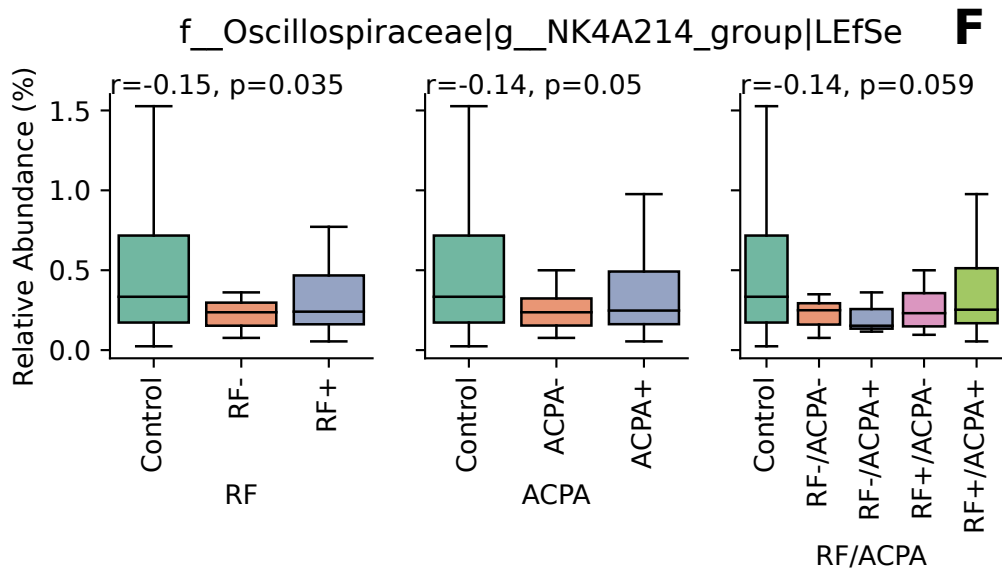 f__Oscillospiraceae|g__NK4A214_group|LEfSe
F
r=-0.15, p=0.035
r=-0.14, p=0.05
r=-0.14, p=0.059
Relative Abundance (%)
1.5
1.0
0.5
0.0
Control
RF-
RF+
RF
Control
ACPA-
ACPA+
ACPA
Control
RF-/ACPA-
RF-/ACPA+
RF+/ACPA-
RF+/ACPA+
RF/ACPA